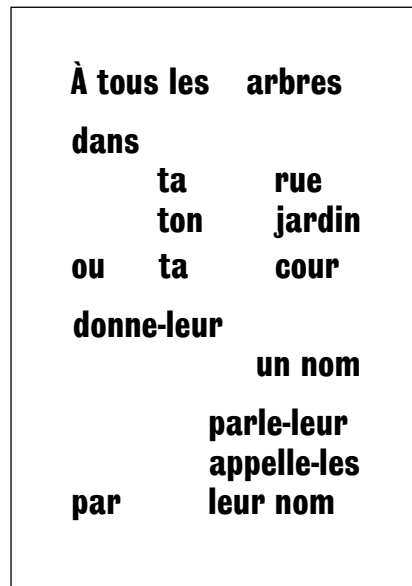 À tous les arbres
dans
ta rue
ton jardin
ou ta cour
donne-leur
un nom
parle-leur
appelle-les
par leur nom